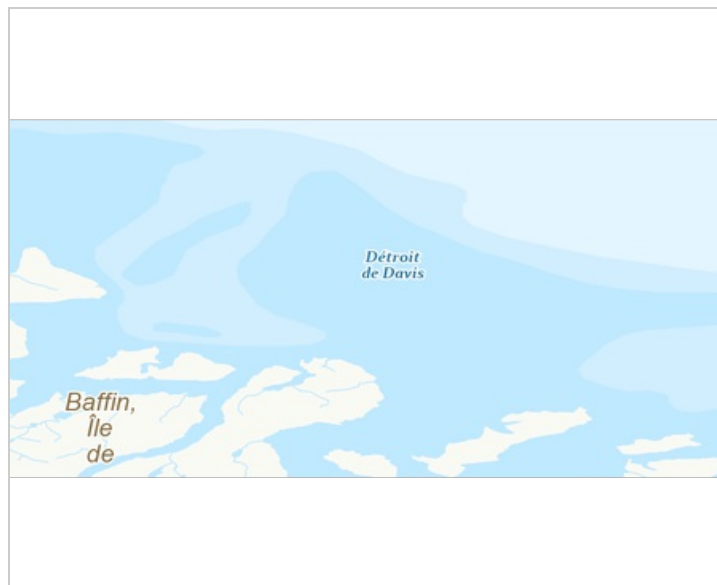 Détroit
de Davis
Baffin,
Île
de